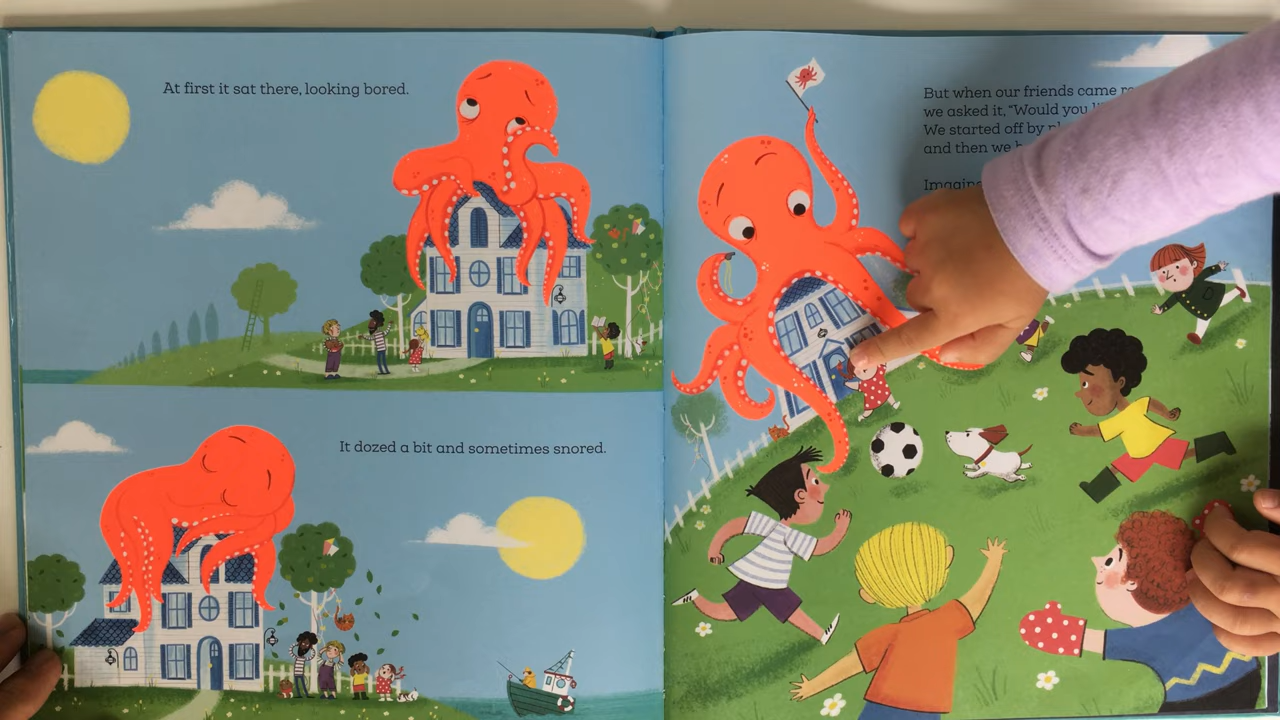 At first it sat there, looking bored.
It dozed a bit and sometimes snored.
But when our friends came
we asked it, “Would you
We started off by
and then we